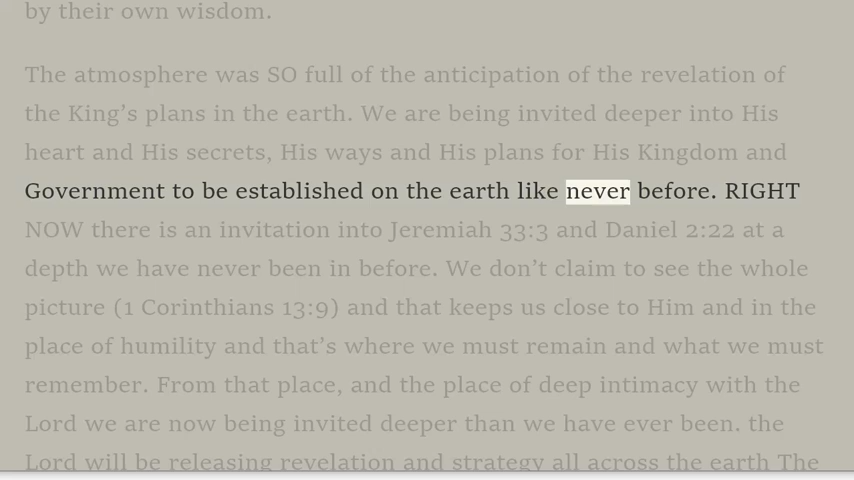 by their own wisdom.
The atmosphere was SO full of the anticipation of the revelation of
the King’s plans in the earth. We are being invited deeper into His
heart and His secrets, His ways and His plans for His Kingdom and
Government to be established on the earth like never before. RIGHT
NOW there is an invitation into Jeremiah 33:3 and Daniel 2:22 at a
depth we have never been in before. We don’t claim to see the whole
picture (1 Corinthians 13:9) and that keeps us close to Him and in the
place of humility and that’s where we must remain and what we must
remember. From that place, and the place of deep intimacy with the
Lord we are now being invited deeper than we have ever been. the
Lord will be releasing revelation and strategy all across the earth The